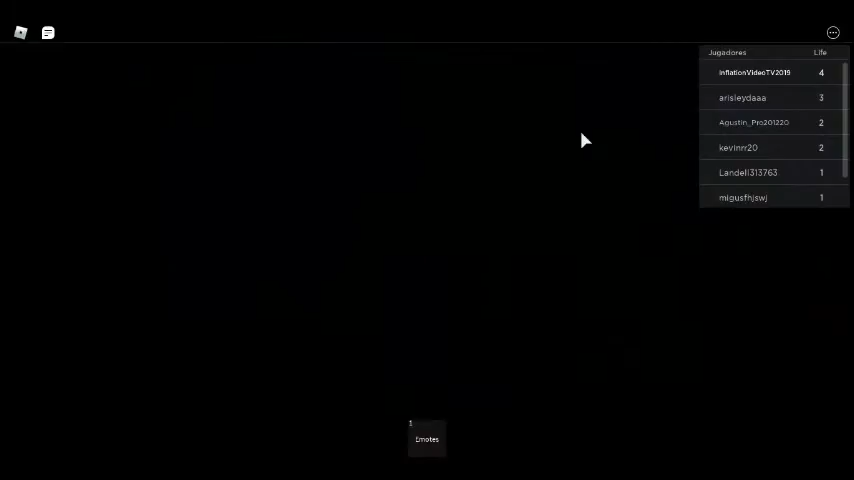 Jugadores Life
InflationVideoTV2019 4
arisleydaaa 3
Agustin_Pro201220 2
kevinrr20 2
Landell313763 1
migusfhjswj 1
1
Emotes